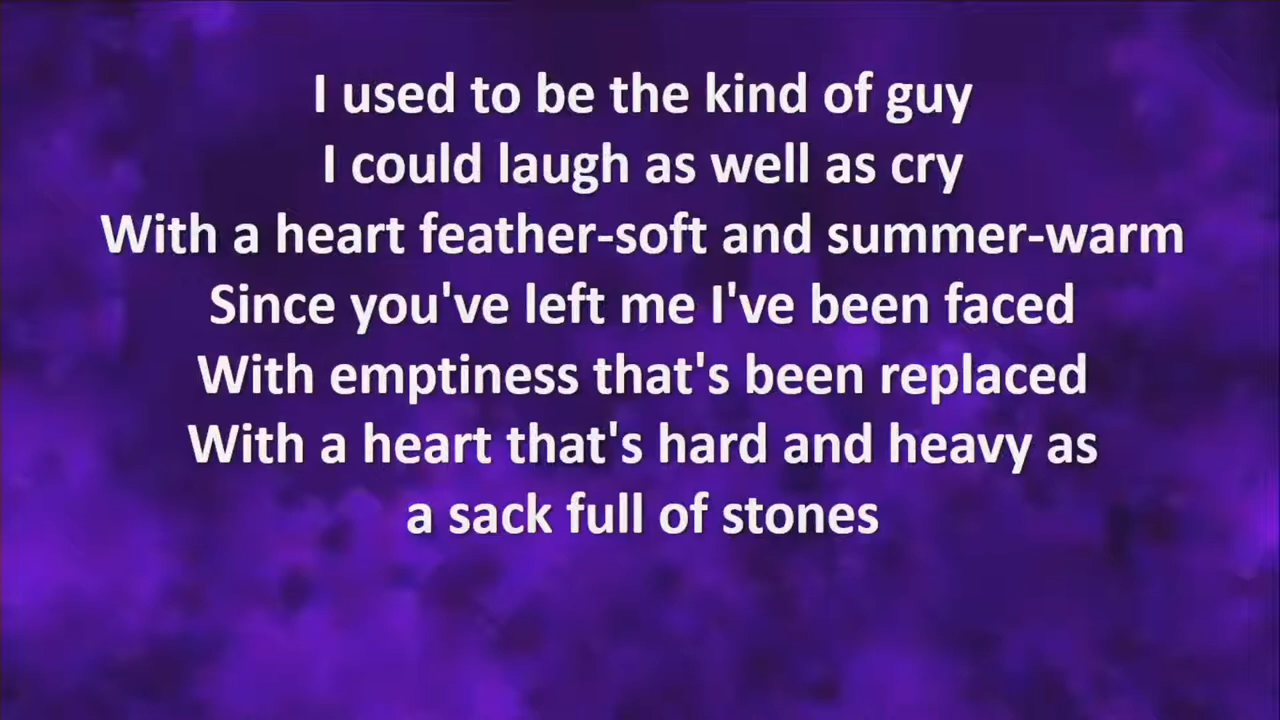 I used to be the kind of guy
I could laugh as well as cry
With a heart feather-soft and summer-warm
Since you've left me I've been faced
With emptiness that's been replaced
With a heart that's hard and heavy as
a sack full of stones